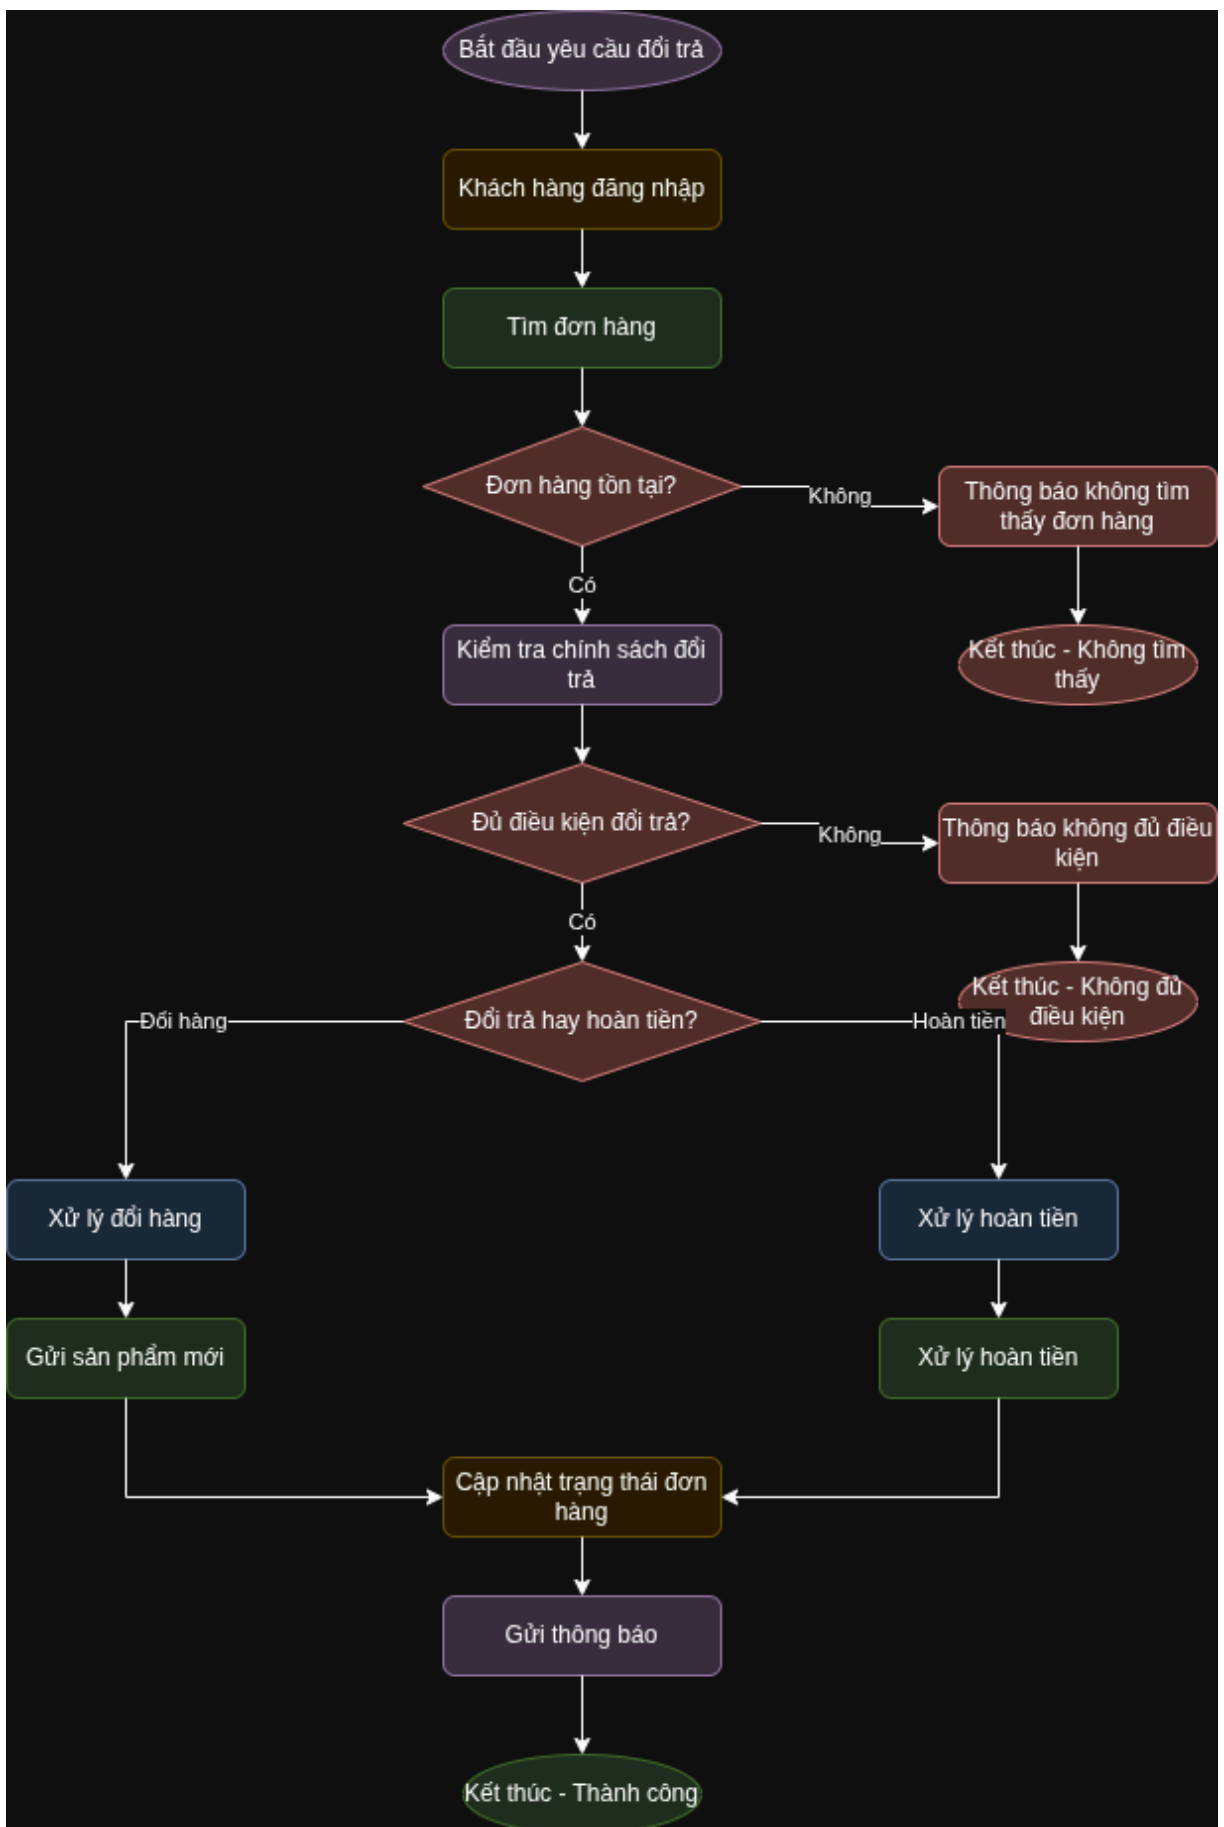 Bắt đầu yêu cầu đổi trả
Khách hàng đăng nhập
Tìm đơn hàng
Đơn hàng tồn tại?
Không
Thông báo không tìm
thấy đơn hàng
Có
Kiểm tra chính sách đổi
trả
Kết thúc - Không tìm
thấy
Đủ điều kiện đổi trả?
Không
Thông báo không đủ điều
kiện
Có
Kết thúc - Không đủ
điều kiện
Đổi hàng
Đổi trả hay hoàn tiền?
Hoàn tiền
Xử lý đổi hàng
Xử lý hoàn tiền
Gửi sản phẩm mới
Xử lý hoàn tiền
Cập nhật trạng thái đơn
hàng
Gửi thông báo
Kết thúc - Thành công